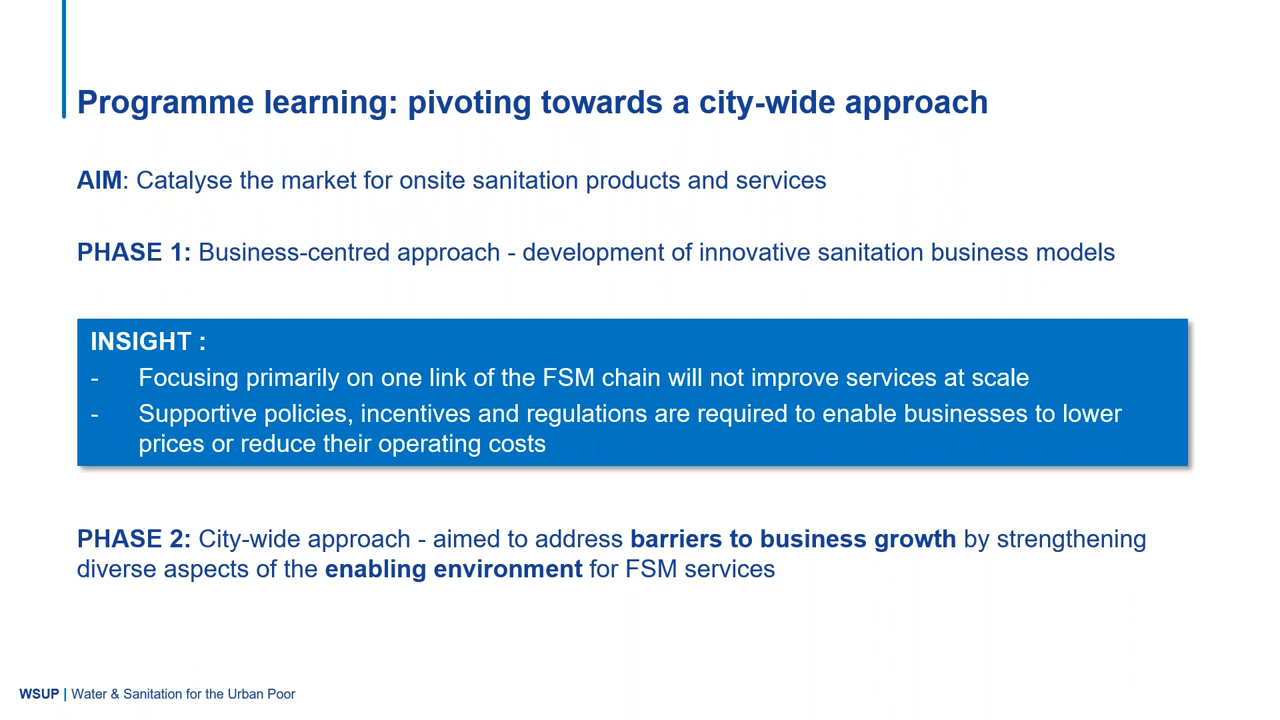 Programme learning: pivoting towards a city-wide approach
AIM: Catalyse the market for onsite sanitation products and services
PHASE 1: Business-centred approach - development of innovative sanitation business models
INSIGHT :
- Focusing primarily on one link of the FSM chain will not improve services at scale
- Supportive policies, incentives and regulations are required to enable businesses to lower
prices or reduce their operating costs
PHASE 2: City-wide approach - aimed to address barriers to business growth by strengthening
diverse aspects of the enabling environment for FSM services
WSUP | Water & Sanitation for the Urban Poor